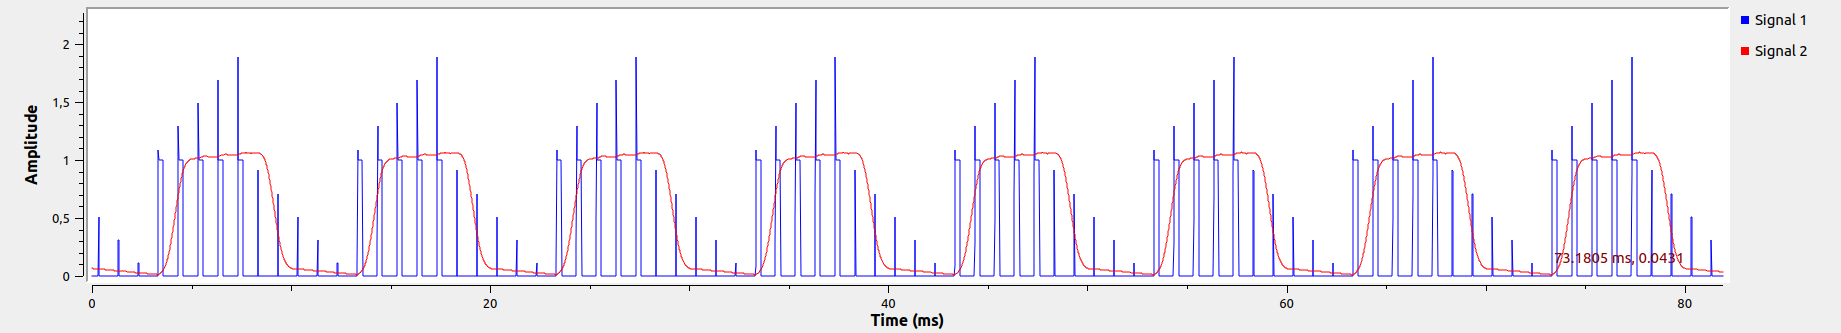 Signal 1
Signal 2
Amplitude
2
1,5
1
0,5
0
73.1805 ms, 0.0431
0 20 40 60 80
Time (ms)